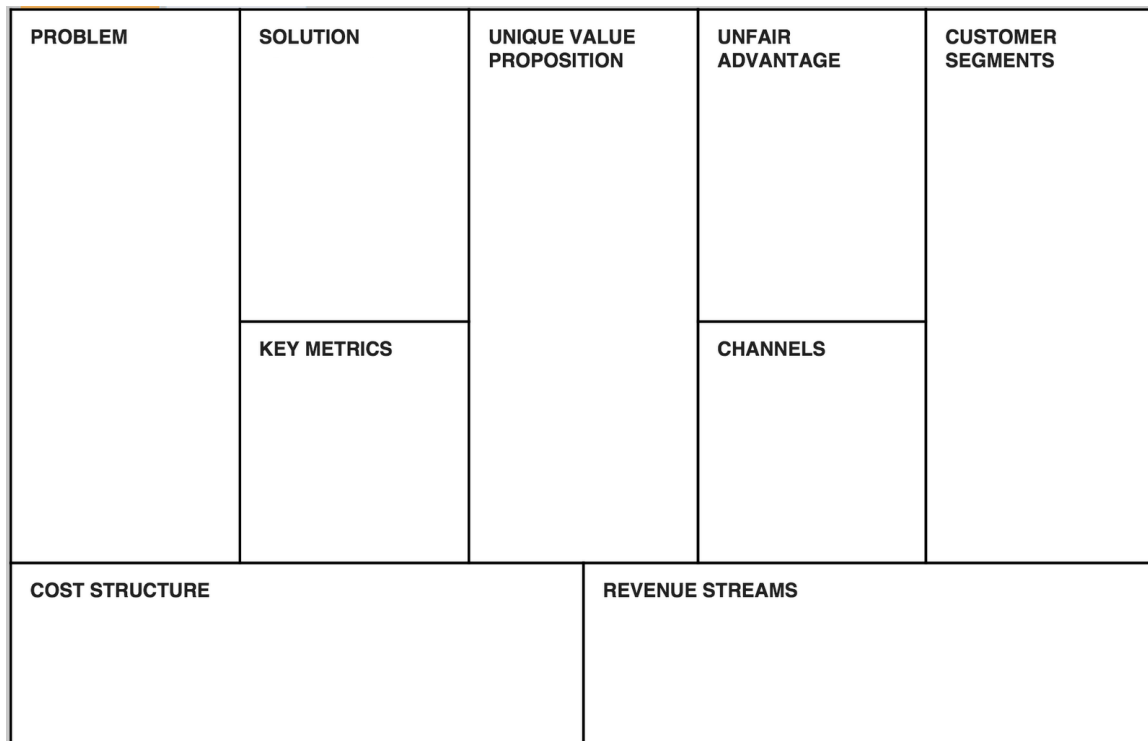 PROBLEM
SOLUTION
UNIQUE VALUE
PROPOSITION
UNFAIR
ADVANTAGE
CUSTOMER
SEGMENTS
KEY METRICS
CHANNELS
COST STRUCTURE
REVENUE STREAMS